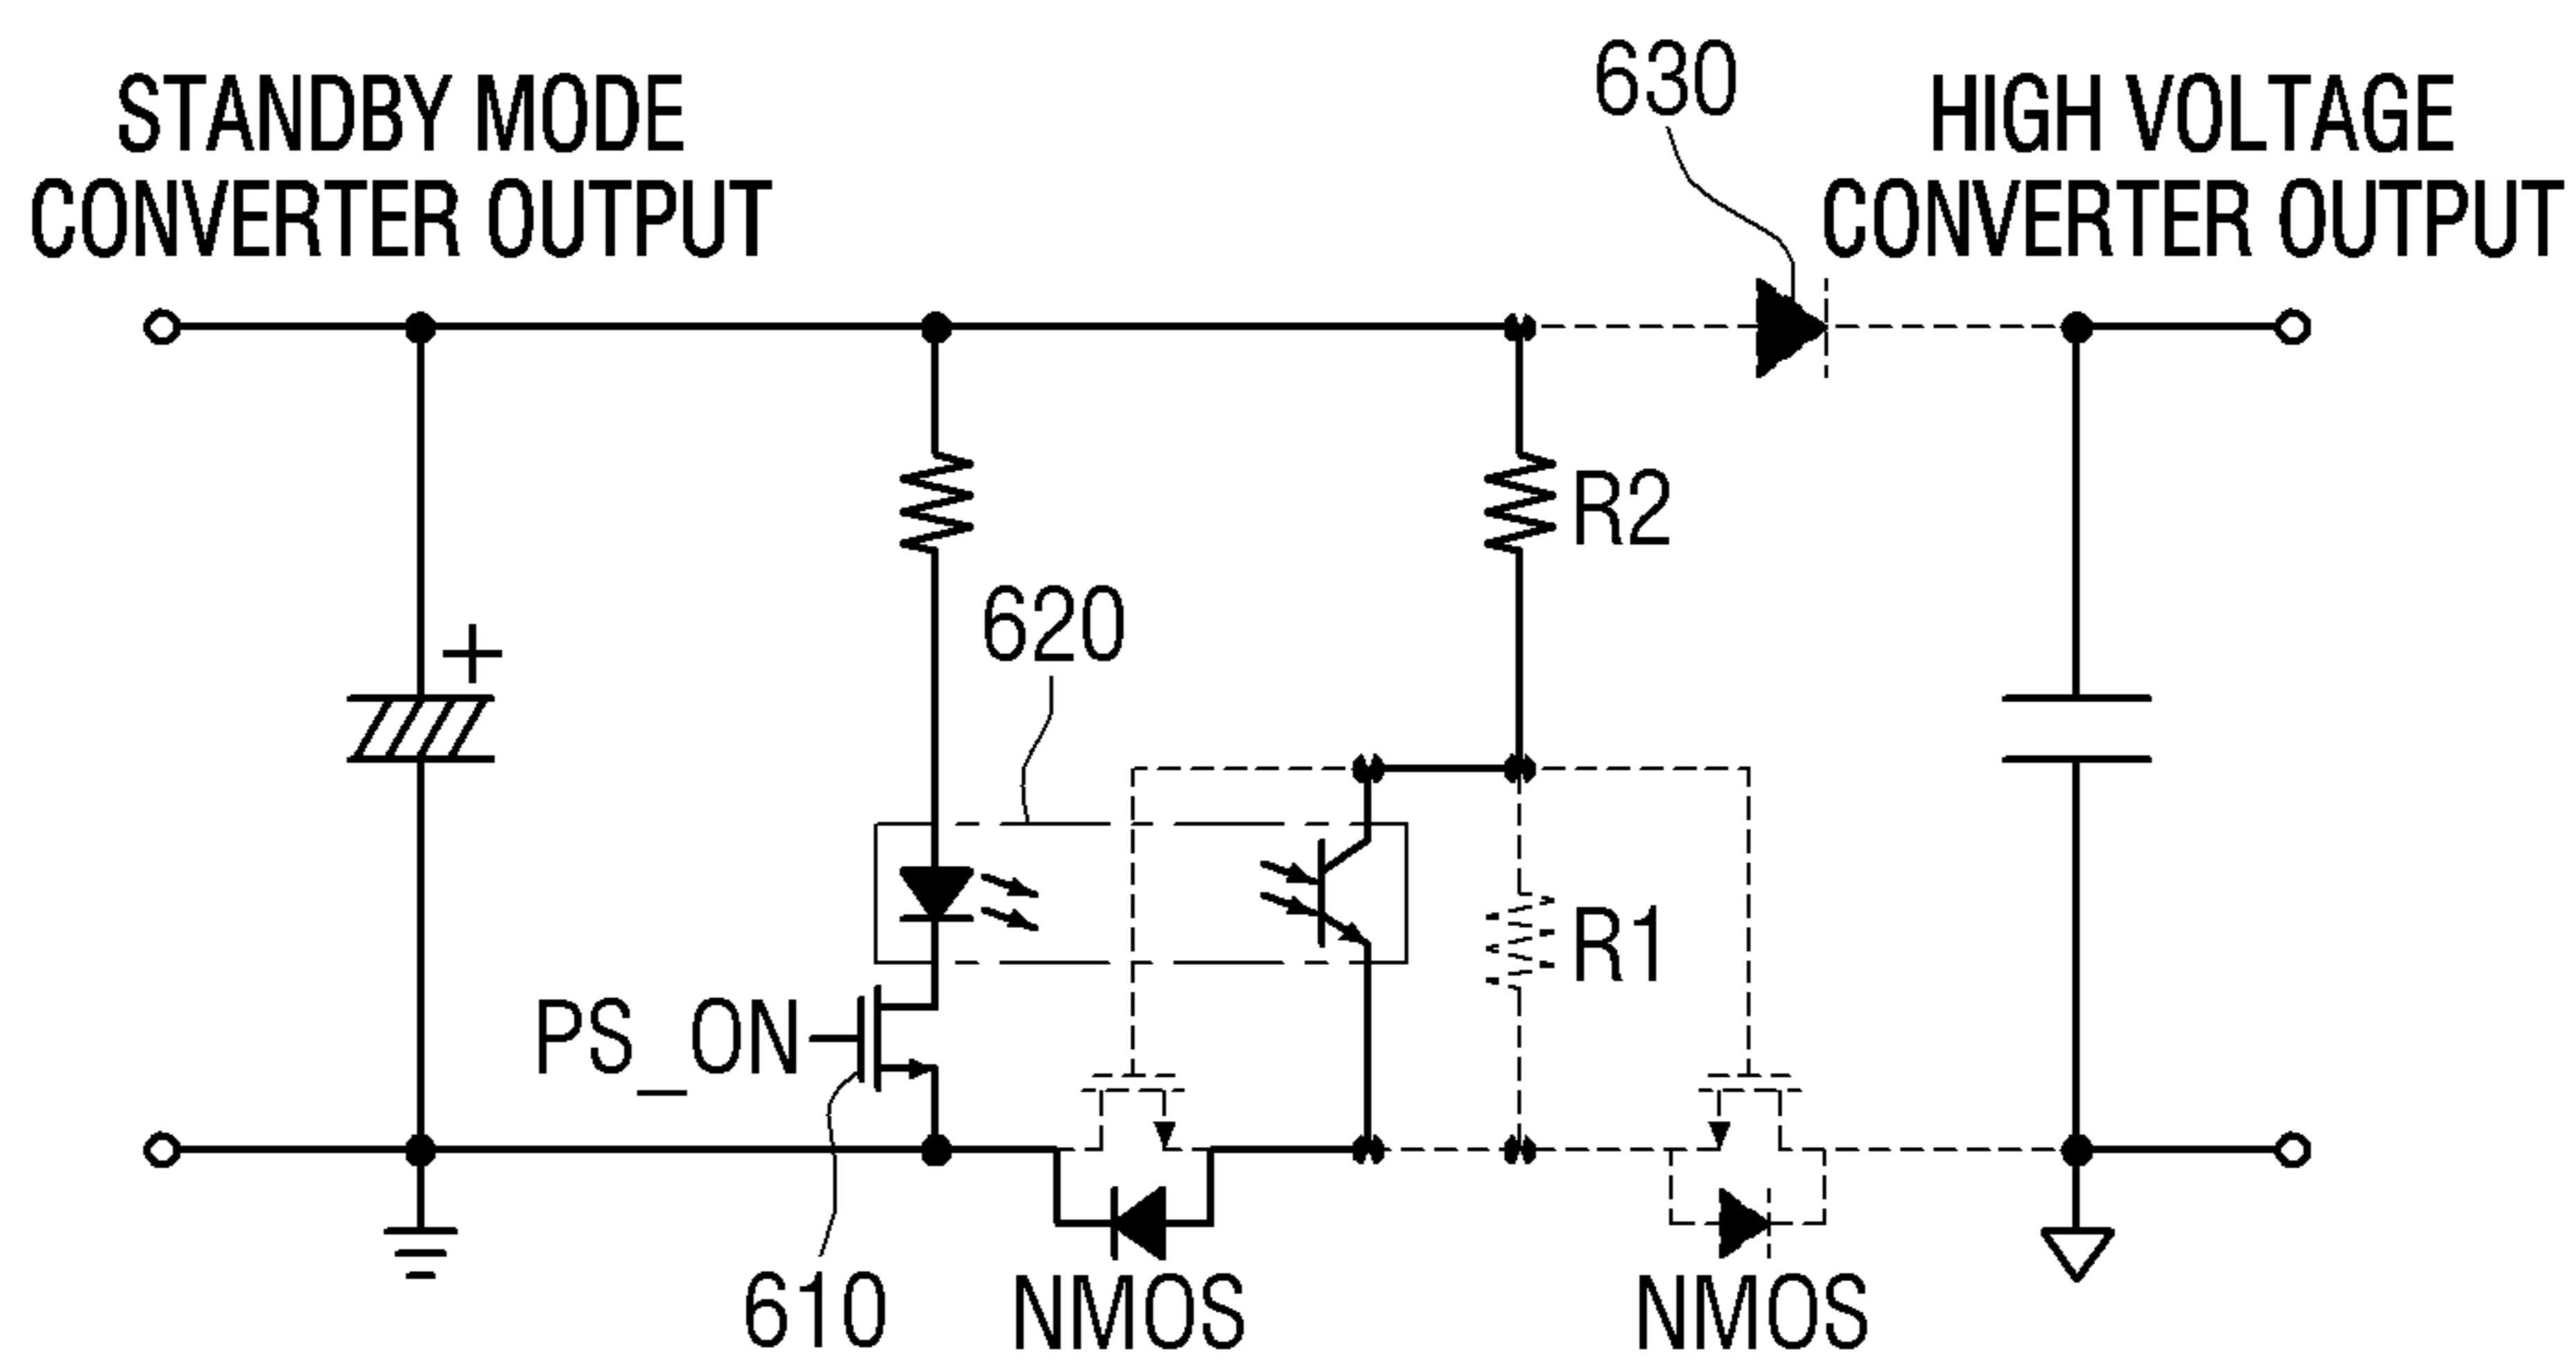 STANDBY MODE
CONVERTER OUTPUT
630
HIGH VOLTAGE
CONVERTER OUTPUT
+
R2
620
R1
PS_ON
610
NMOS
NMOS